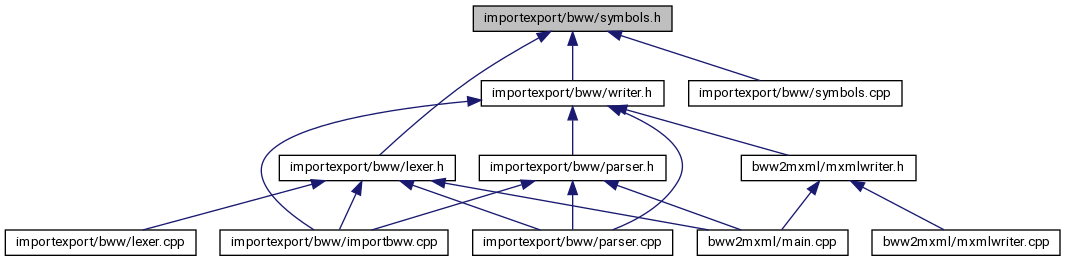 importexport/bww/symbols.h
importexport/bww/writer.h
importexport/bww/symbols.cpp
importexport/bww/lexer.h
importexport/bww/parser.h
bww2mxml/mxmlwriter.h
importexport/bww/lexer.cpp
importexport/bww/importbww.cpp
importexport/bww/parser.cpp
bww2mxml/main.cpp
bww2mxml/mxmlwriter.cpp